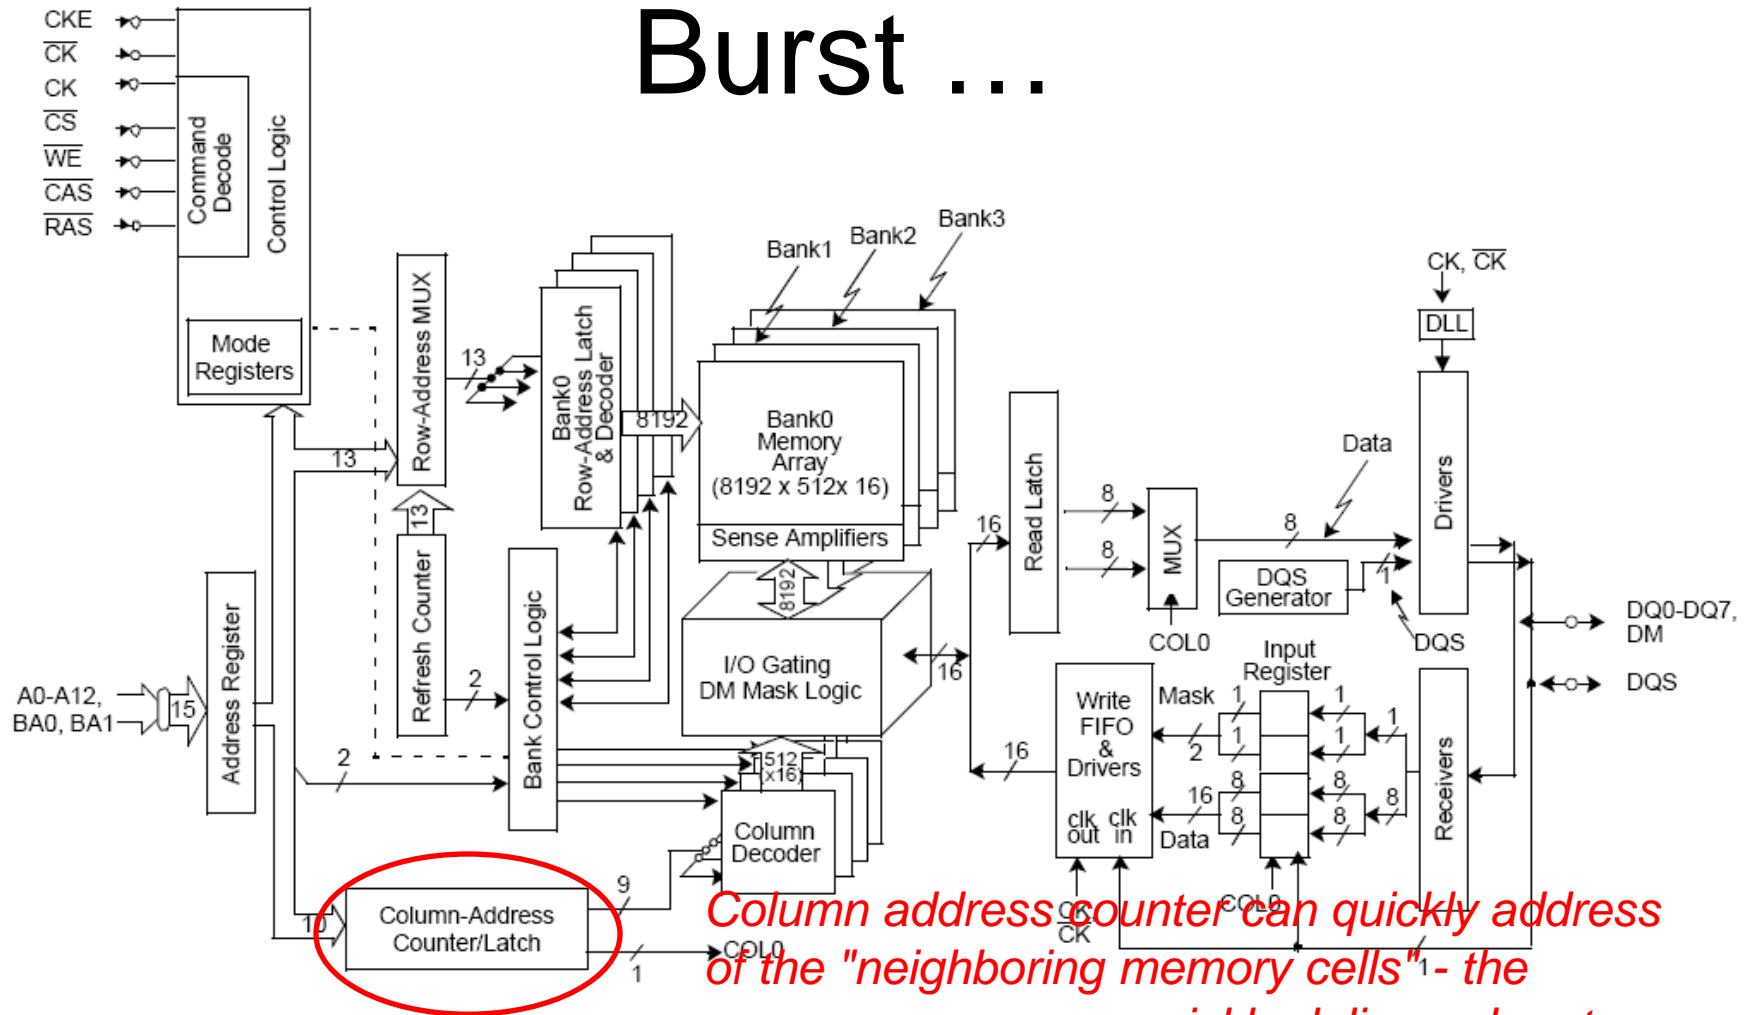 Burst ...
CKE
CK
CK
CS
WE
CAS
RAS
Command
Decode
Control Logic
Mode
Registers
Row-Address MUX
13
13
13
Refresh Counter
Bank0
Row-Address Latch
& Decoder
8192
Bank1
Bank2
Bank3
Bank0
Memory
Array
(8192 x 512x 16)
Sense Amplifiers
8192
I/O Gating
DM Mask Logic
16
Bank Control Logic
2
2
Address Register
A0-A12,
BA0, BA1
15
512
(x16)
Column
Decoder
Column-Address
Counter/Latch
10
9
1
COL0
16
Read Latch
8
8
MUX
COL0
8
Data
DQS
Generator
1
DQS
CK, CK
DLL
Drivers
DQ0-DQ7,
DM
DQS
Input
Register
Write
FIFO
&
Drivers
clk
out
clk
in
Mask
2
1
1
1
1
1
16
Data
8
8
8
8
8
Receivers
16
CK,
CK
COL0
1
Column address counter can quickly address
of the "neighboring memory cells" - the